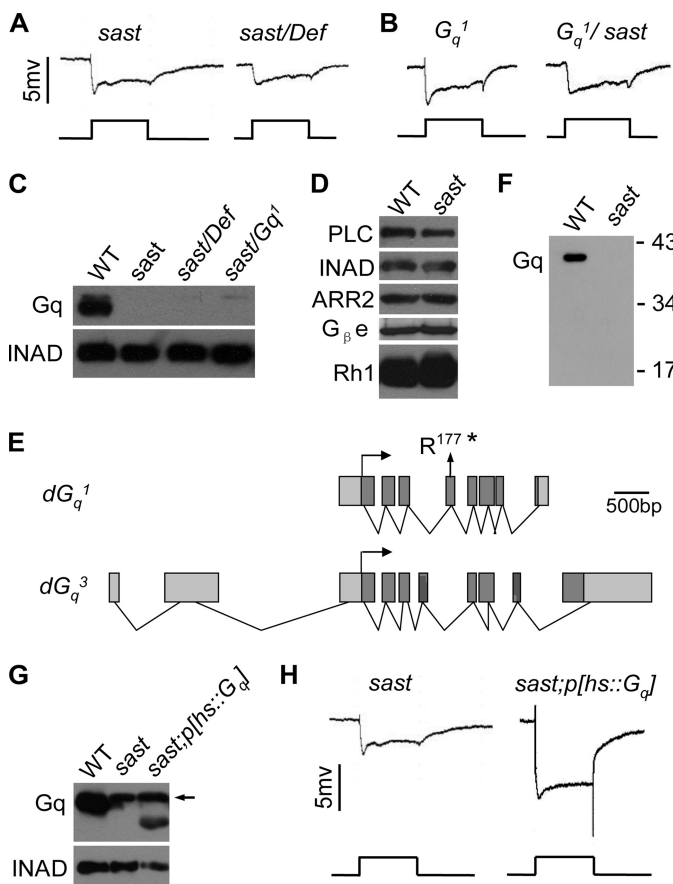 A
sast
sast/Def
5mv
B
Gq1
Gq1/ sast
C
WT
sast
sast/Def
sast/Gq1
Gq
INAD
D
WT
sast
PLC
INAD
ARR2
Gβe
Rh1
F
WT
sast
Gq
- 43
- 34
- 17
E
R177 *
dGq1
500bp
dGq3
G
WT
sast
sast;p[hs::Gq]
Gq
INAD
H
sast
sast;p[hs::Gq]
5mv